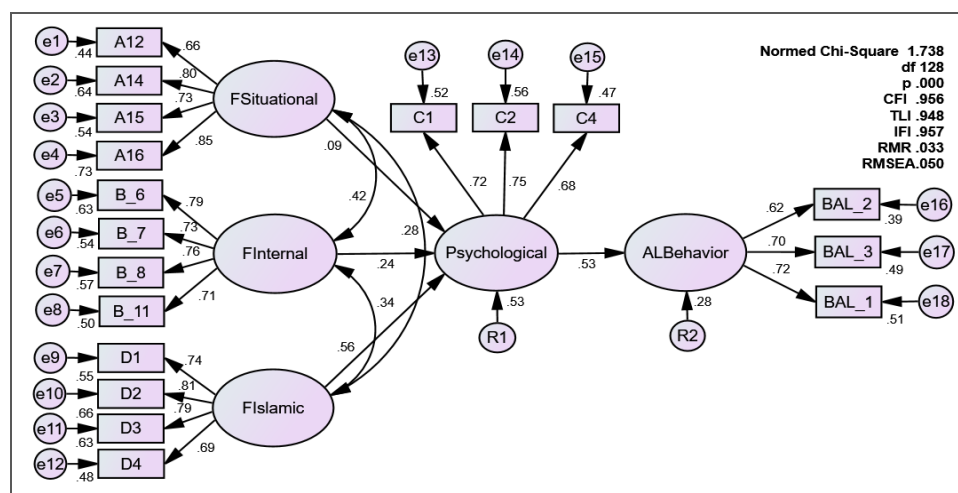 e1
A12
.44
.66
e2
A14
.64
.80
e3
A15
.54
.73
e4
A16
.73
.85
FSituational
e5
B_6
.63
.79
e6
B_7
.54
.73
e7
B_8
.57
.76
e8
B_11
.50
.71
FInternal
e9
D1
.55
.74
e10
D2
.66
.81
e11
D3
.63
.79
e12
D4
.48
.69
FIslamic
.09
.42
.28
.24
.34
.56
e13
.52
C1
e14
.56
C2
e15
.47
C4
.72
.75
.68
Psychological
.53
R1
.53
ALBehavior
.28
R2
.62
BAL_2
.39
e16
.70
BAL_3
.49
e17
.72
BAL_1
.51
e18
Normed Chi-Square 1.738
df 128
p .000
CFI .956
TLI .948
IFI .957
RMR .033
RMSEA.050